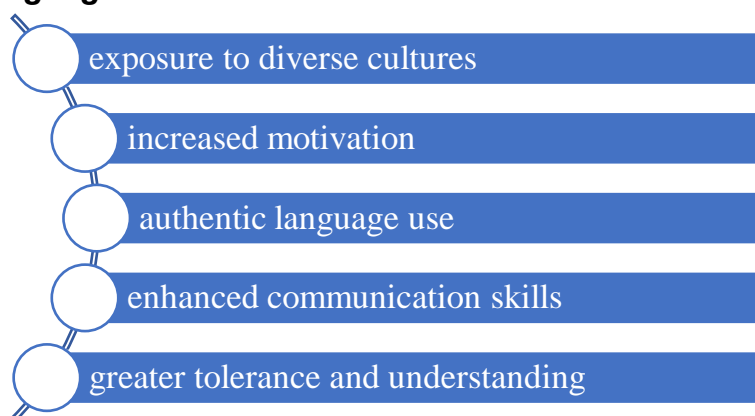 exposure to diverse cultures
increased motivation
authentic language use
enhanced communication skills
greater tolerance and understanding